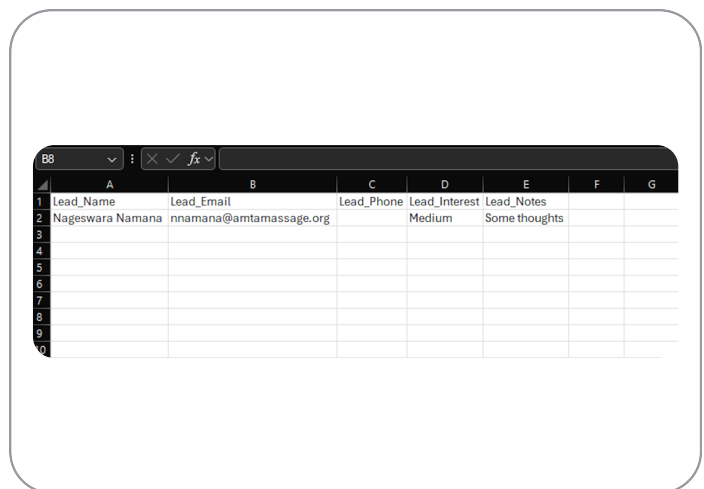 B8 fx
A B C D E F G
1 Lead_Name Lead_Email Lead_Phone Lead_Interest Lead_Notes
2 Nageswara Namana nnamana@amtamassage.org Medium Some thoughts
3
4
5
6
7
8
9
10